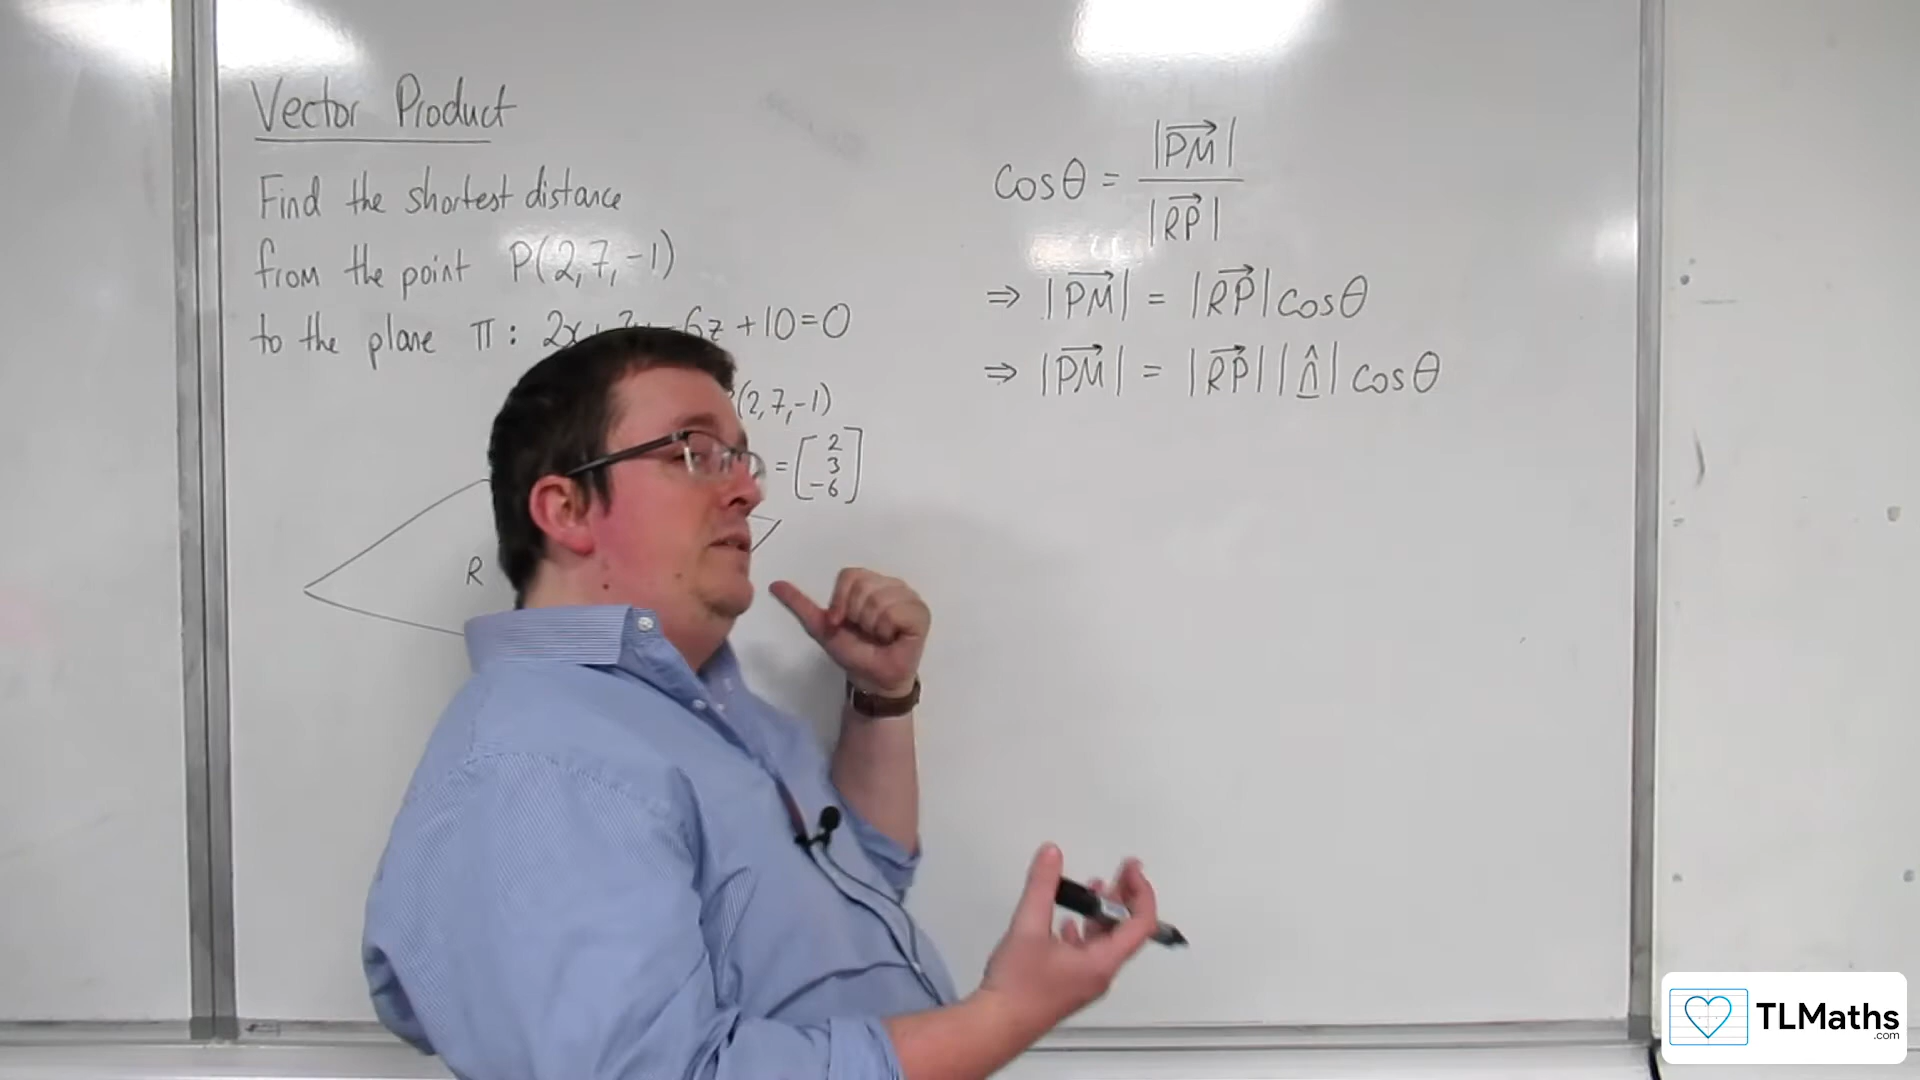 Vector Product
Find the shortest distance
from the point P(2,7,-1)
to the plane π: 2x+3y-6z+10=0
(2,7,-1)
= [2 3 -6]
R
cosθ = |PM| / |RP|
⇒ |PM| = |RP| cosθ
⇒ |PM| = |RP| |n̂| cosθ
TLMaths
.com